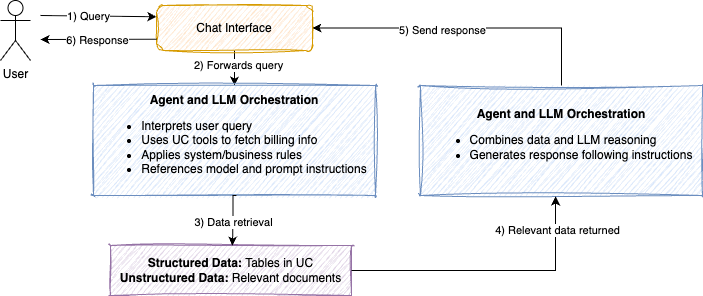 1) Query
6) Response
User
Chat Interface
5) Send response
2) Forwards query
Agent and LLM Orchestration
• Interprets user query
• Uses UC tools to fetch billing info
• Applies system/business rules
• References model and prompt instructions
Agent and LLM Orchestration
• Combines data and LLM reasoning
• Generates response following instructions
3) Data retrieval
4) Relevant data returned
Structured Data: Tables in UC
Unstructured Data: Relevant documents